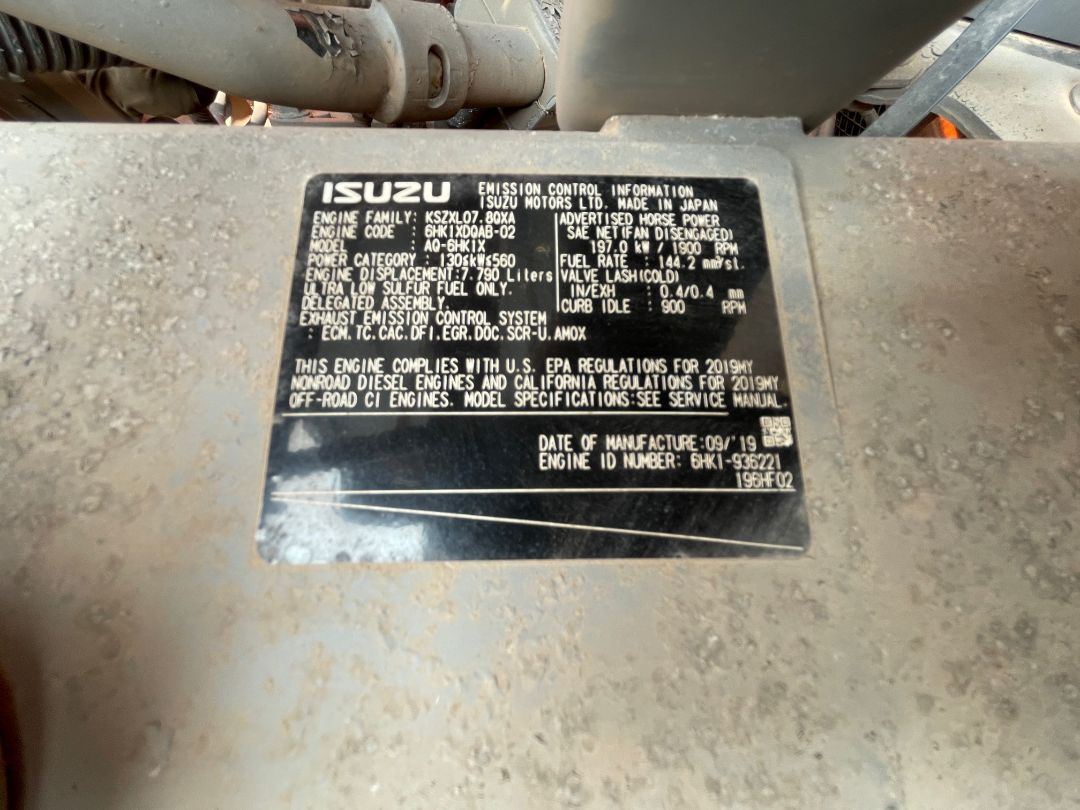 ISUZU EMISSION CONTROL INFORMATION
ISUZU MOTORS LTD. MADE IN JAPAN
ENGINE FAMILY: KSZXL07.8QXA
ENGINE CODE : 6HK1XDQAB-02
MODEL : AQ-6HK1X
POWER CATEGORY : 130≤kW≤560
ENGINE DISPLACEMENT:7.790 Liters
ULTRA LOW SULFUR FUEL ONLY.
DELEGATED ASSEMBLY.
EXHAUST EMISSION CONTROL SYSTEM
: ECM.TC.CAC.DFI.EGR.DOC.SCR-U.AMOX
ADVERTISED HORSE POWER
SAE NET(FAN DISENGAGED)
197.0 kW / 1900 RPM
FUEL RATE : 144.2 mm³/st.
VALVE LASH(COLD)
IN/EXH : 0.4/0.4 mm
CURB IDLE : 900 RPM
THIS ENGINE COMPLIES WITH U.S. EPA REGULATIONS FOR 2019MY
NONROAD DIESEL ENGINES AND CALIFORNIA REGULATIONS FOR 2019MY
OFF-ROAD CI ENGINES. MODEL SPECIFICATIONS:SEE SERVICE MANUAL.
DATE OF MANUFACTURE:09/'19
ENGINE ID NUMBER: 6HK1-936221
196HF02